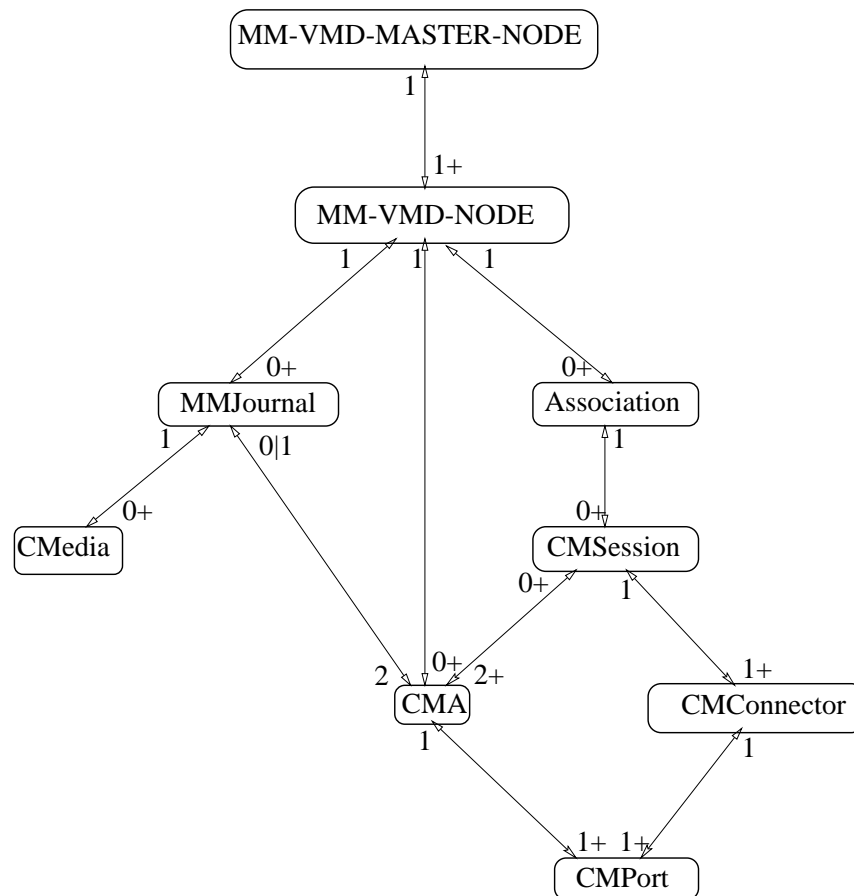 MM-VMD-MASTER-NODE
1
1+
MM-VMD-NODE
1 1 1
0+ 0+
MMJournal Association
1 0|1 1
0+ 0+
CMedia CMSession
0+ 1
2 0+ 2+ 1+
CMA CMConnector
1 1
1+ 1+
CMPort